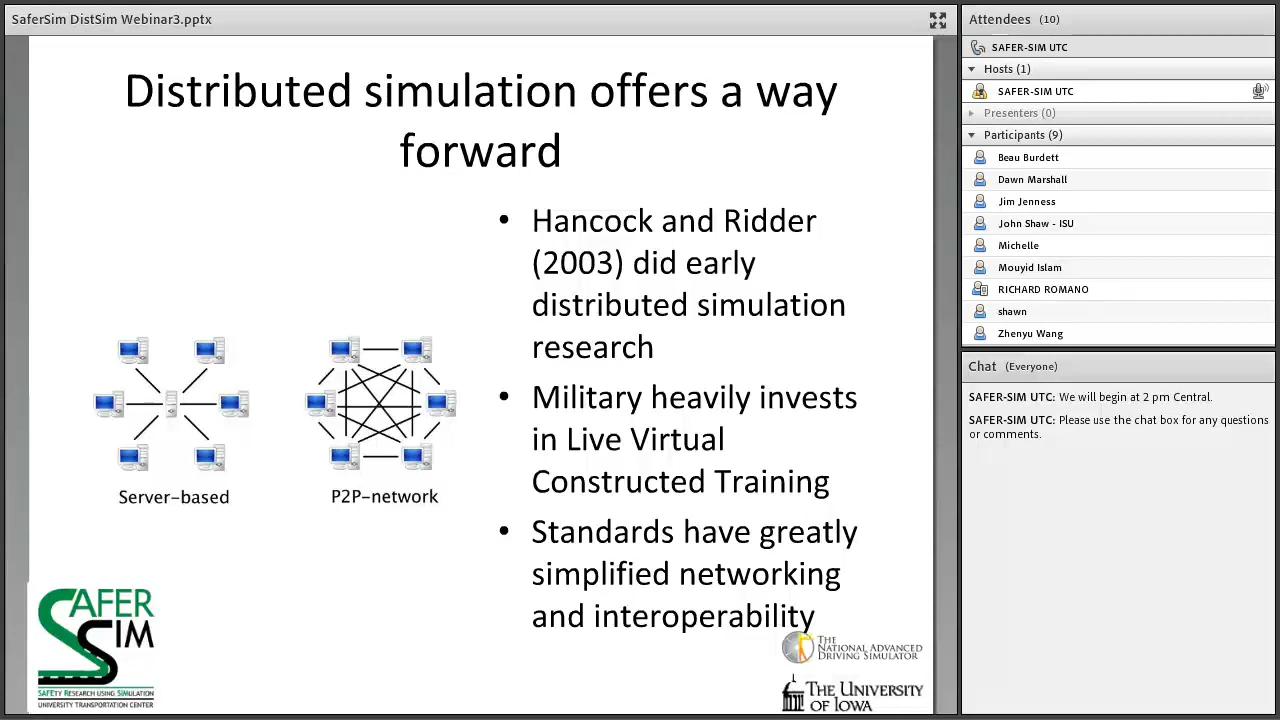 SaferSim DistSim Webinar3.pptx
Distributed simulation offers a way
forward
• Hancock and Ridder
(2003) did early
distributed simulation
research
• Military heavily invests
in Live Virtual
Constructed Training
• Standards have greatly
simplified networking
and interoperability
Server-based
P2P-network
SAFER
SIM
SAFETY RESEARCH USING SIMULATION
UNIVERSITY TRANSPORTATION CENTER
THE
NATIONAL ADVANCED
DRIVING SIMULATOR
THE UNIVERSITY
OF IOWA
Attendees (10)
SAFER-SIM UTC
Hosts (1)
SAFER-SIM UTC
Presenters (0)
Participants (9)
Beau Burdett
Dawn Marshall
Jim Jenness
John Shaw - ISU
Michelle
Mouyid Islam
RICHARD ROMANO
shawn
Zhenyu Wang
Chat (Everyone)
SAFER-SIM UTC: We will begin at 2 pm Central.
SAFER-SIM UTC: Please use the chat box for any questions
or comments.